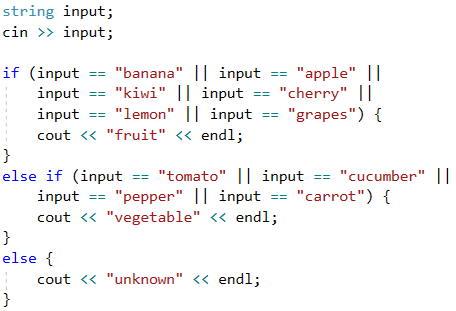 string input;
cin >> input;

if (input == "banana" || input == "apple" ||
    input == "kiwi" || input == "cherry" ||
    input == "lemon" || input == "grapes") {
    cout << "fruit" << endl;
}
else if (input == "tomato" || input == "cucumber" ||
    input == "pepper" || input == "carrot") {
    cout << "vegetable" << endl;
}
else {
    cout << "unknown" << endl;
}